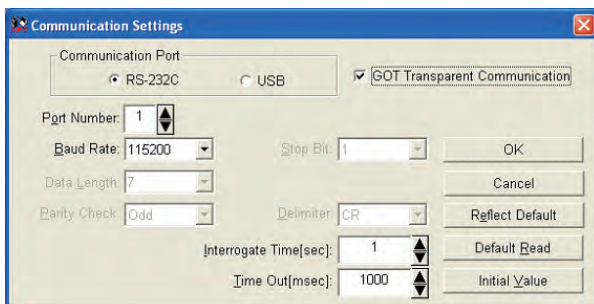 Communication Settings
Communication Port
RS-232C USB
GOT Transparent Communication
Port Number: 1
Baud Rate: 115200 Stop Bit: 1 OK
Data Length: 7 Cancel
Parity Check: Odd Delimiter: CR Reflect Default
Interrogate Time[sec]: 1 Default Read
Time Out[msec]: 1000 Initial Value